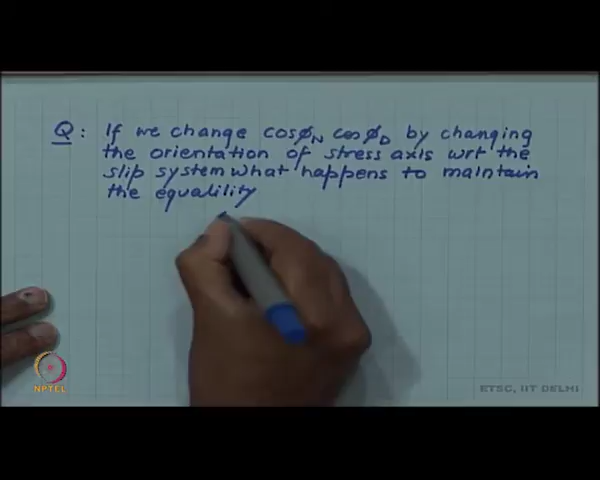 Q: If we change cosϕN cosϕD by changing
the orientation of stress axis wrt the
slip system what happens to maintain
the equalility
NPTEL
ETSC, IIT DELHI